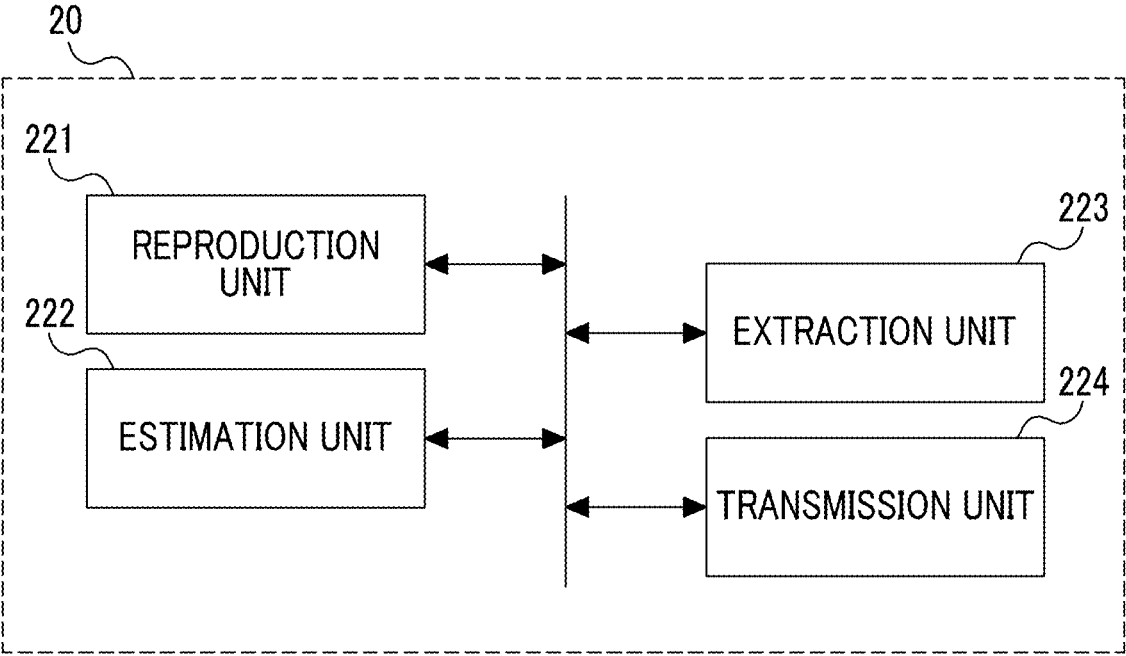 20
221
REPRODUCTION
UNIT
222
ESTIMATION UNIT
223
EXTRACTION UNIT
224
TRANSMISSION UNIT